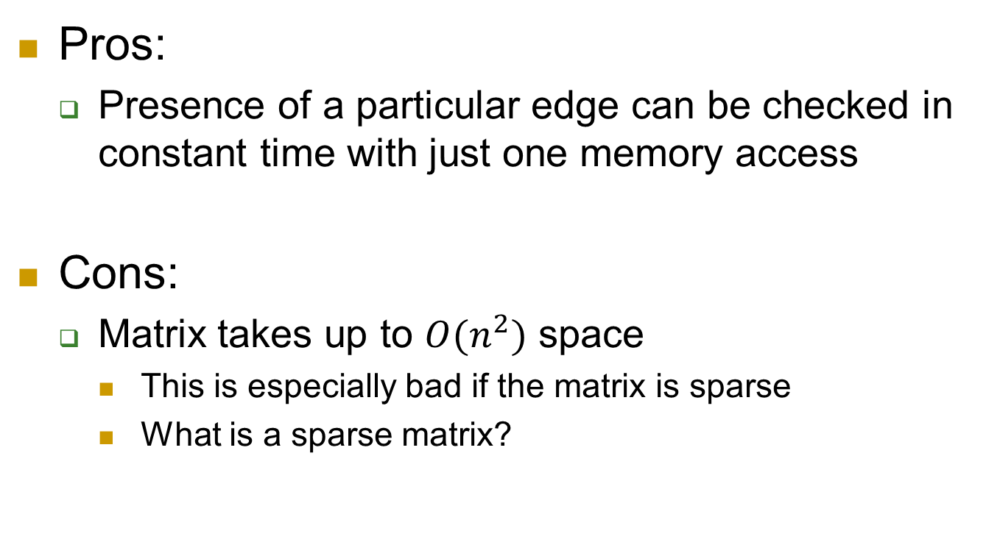 Pros:
Presence of a particular edge can be checked in
constant time with just one memory access
Cons:
Matrix takes up to O(n²) space
This is especially bad if the matrix is sparse
What is a sparse matrix?